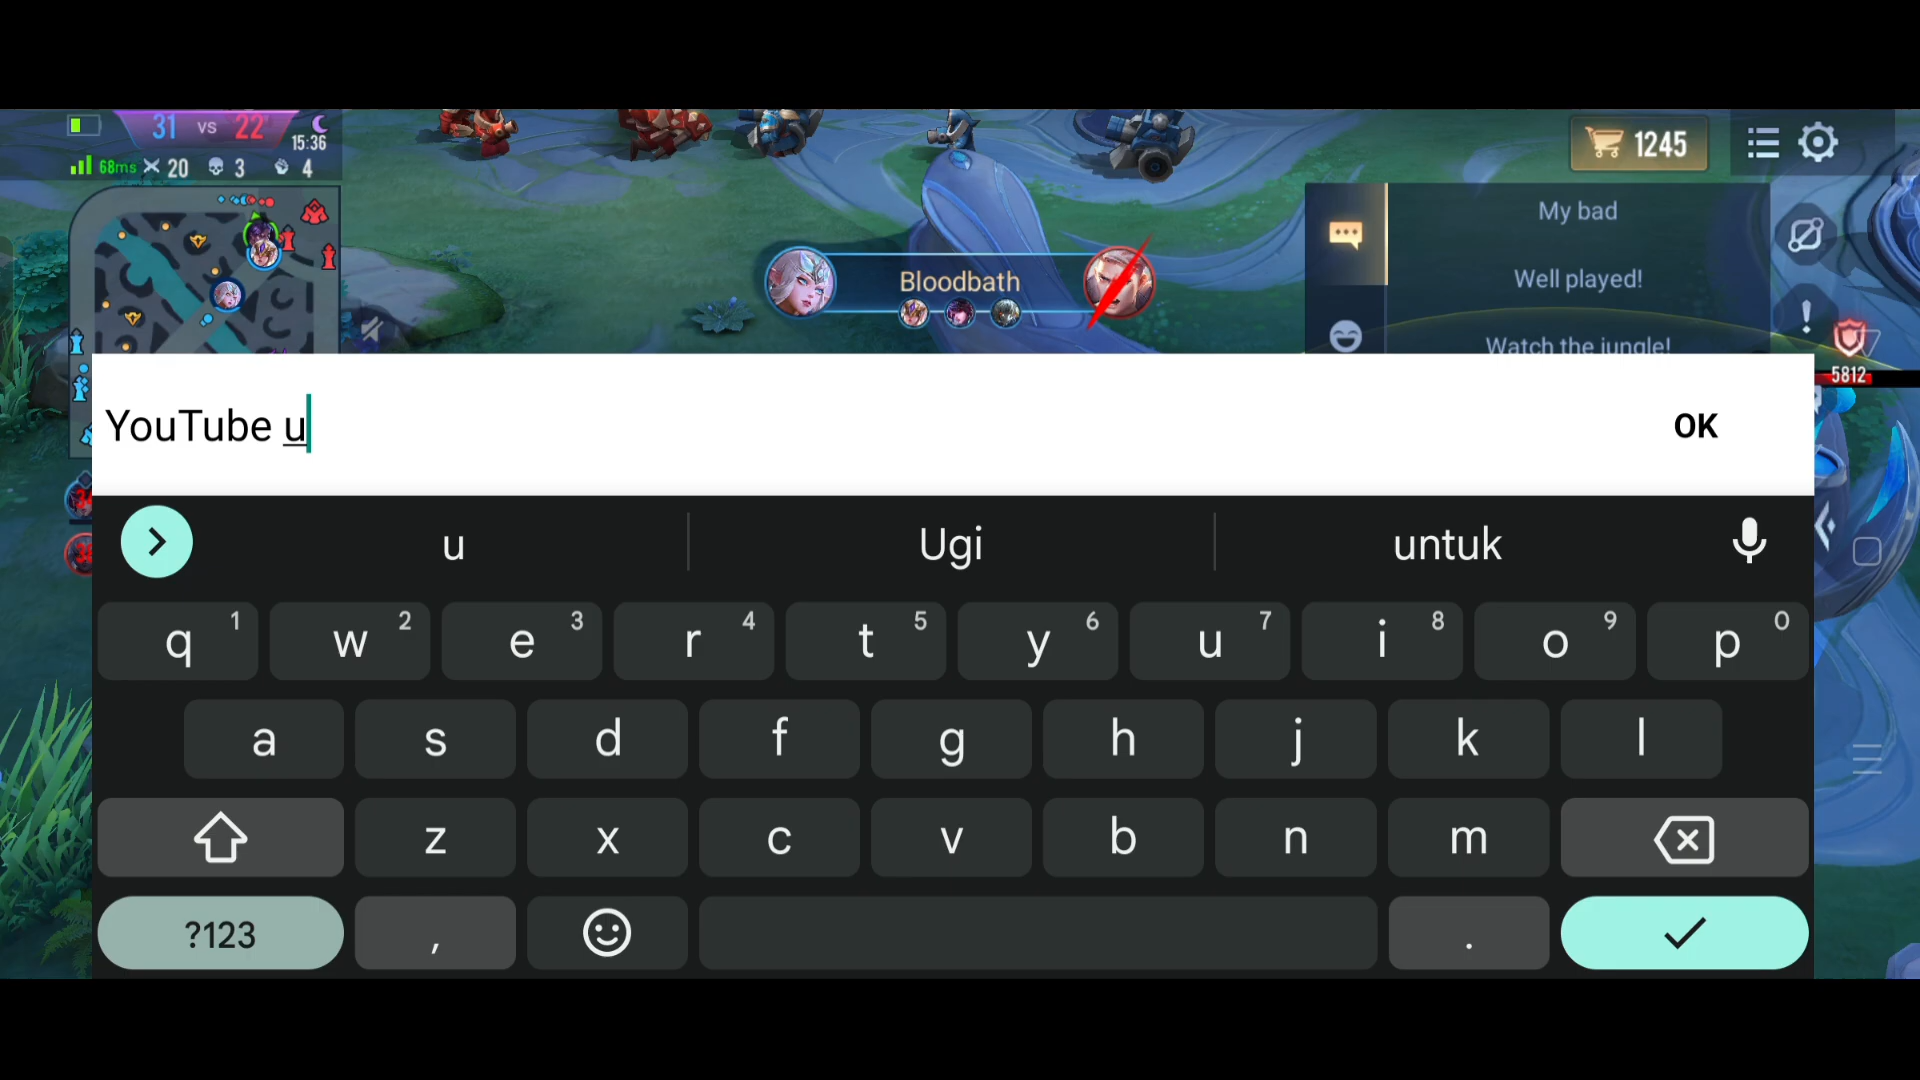 31 vs 22
15:36
68ms 20 3 4
1245
My bad
Well played!
Watch the jungle!
Bloodbath
5812
YouTube u
OK
u Ugi untuk
q 1 w 2 e 3 r 4 t 5 y 6 u 7 i 8 o 9 p 0
a s d f g h j k l
z x c v b n m
?123 , .